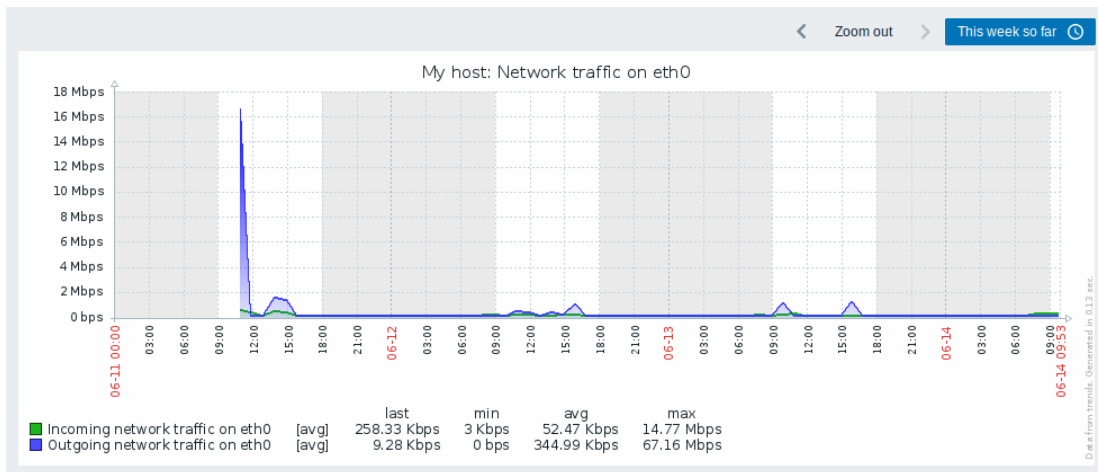 Zoom out
This week so far
My host: Network traffic on eth0
18 Mbps
16 Mbps
14 Mbps
12 Mbps
10 Mbps
8 Mbps
6 Mbps
4 Mbps
2 Mbps
0 bps
06-11 00:00
03:00
06:00
09:00
12:00
15:00
18:00
21:00
06-12
03:00
06:00
09:00
12:00
15:00
18:00
21:00
06-13
03:00
06:00
09:00
12:00
15:00
18:00
21:00
06-14
03:00
06:00
09:00
06-14 09:53
last min avg max
Incoming network traffic on eth0 [avg] 258.33 Kbps 3 Kbps 52.47 Kbps 14.77 Mbps
Outgoing network traffic on eth0 [avg] 9.28 Kbps 0 bps 344.99 Kbps 67.16 Mbps
Data from trends. Generated in 0.13 sec.